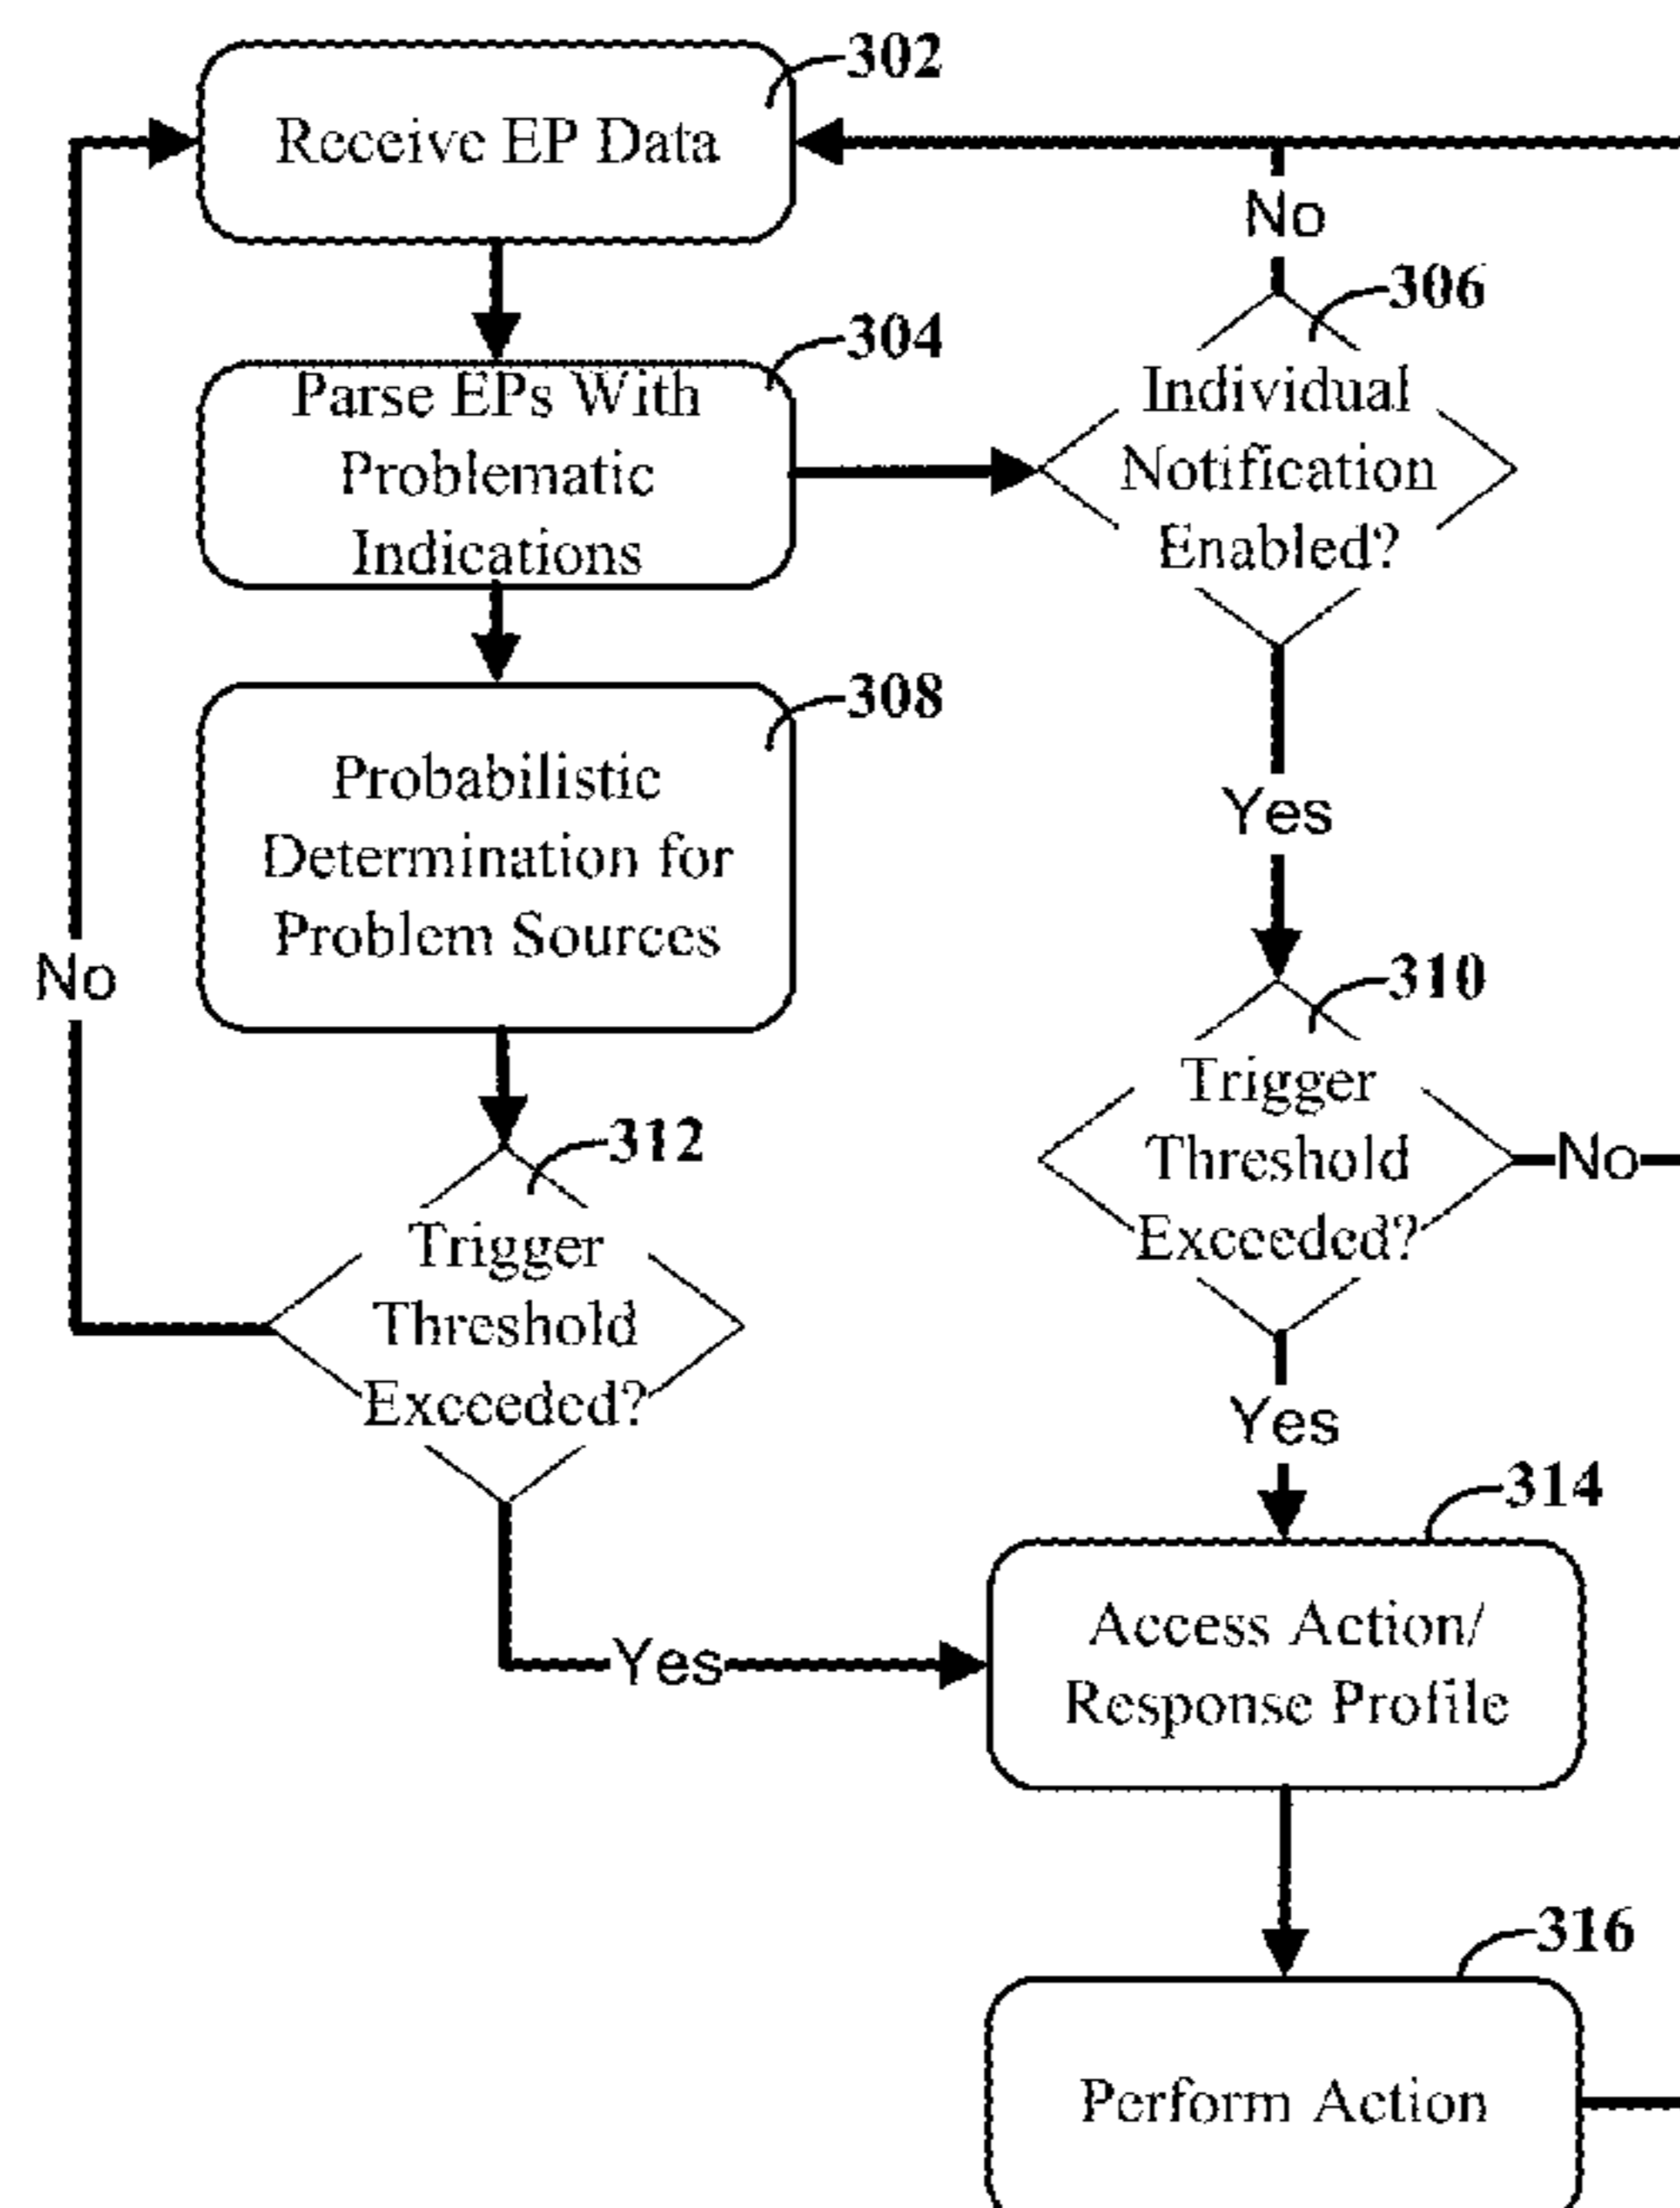 302
Receive EP Data
No
306
304
Parse EPs With
Problematic
Indications
Individual
Notification
Enabled?
308
Probabilistic
Determination for
Problem Sources
Yes
No
310
Trigger
Threshold
Exceeded?
No
312
Trigger
Threshold
Exceeded?
Yes
314
Access Action/
Response Profile
Yes
316
Perform Action